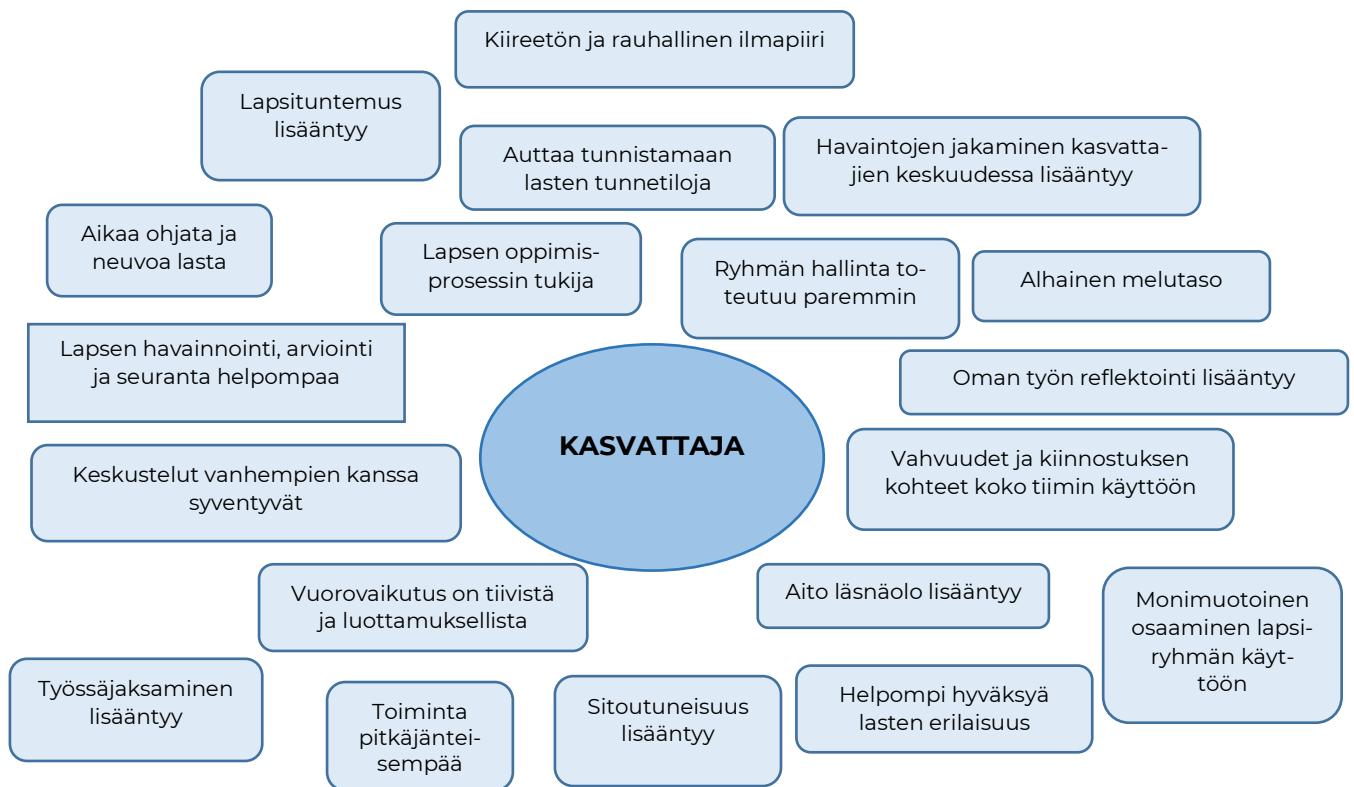 Kiireetön ja rauhallinen ilmapiiri
Lapsituntemus
lisääntyy
Auttaa tunnistamaan
lasten tunnetiloja
Havaintojen jakaminen kasvatta-
jien keskuudessa lisääntyy
Aikaa ohjata ja
neuvoa lasta
Lapsen oppimis-
prosessin tukija
Ryhmän hallinta to-
teutuu paremmin
Alhainen melutaso
Lapsen havainnointi, arviointi
ja seuranta helpompaa
Oman työn reflektointi lisääntyy
KASVATTAJA
Keskustelut vanhempien kanssa
syventyvät
Vahvuudet ja kiinnostuksen
kohteet koko tiimin käyttöön
Vuorovaikutus on tiivistä
ja luottamuksellista
Aito läsnäolo lisääntyy
Monimuotoinen
osaaminen lapsi-
ryhmän käyt-
töön
Työssäjaksaminen
lisääntyy
Toiminta
pitkäjäntei-
sempää
Sitoutuneisuus
lisääntyy
Helpompi hyväksyä
lasten erilaisuus